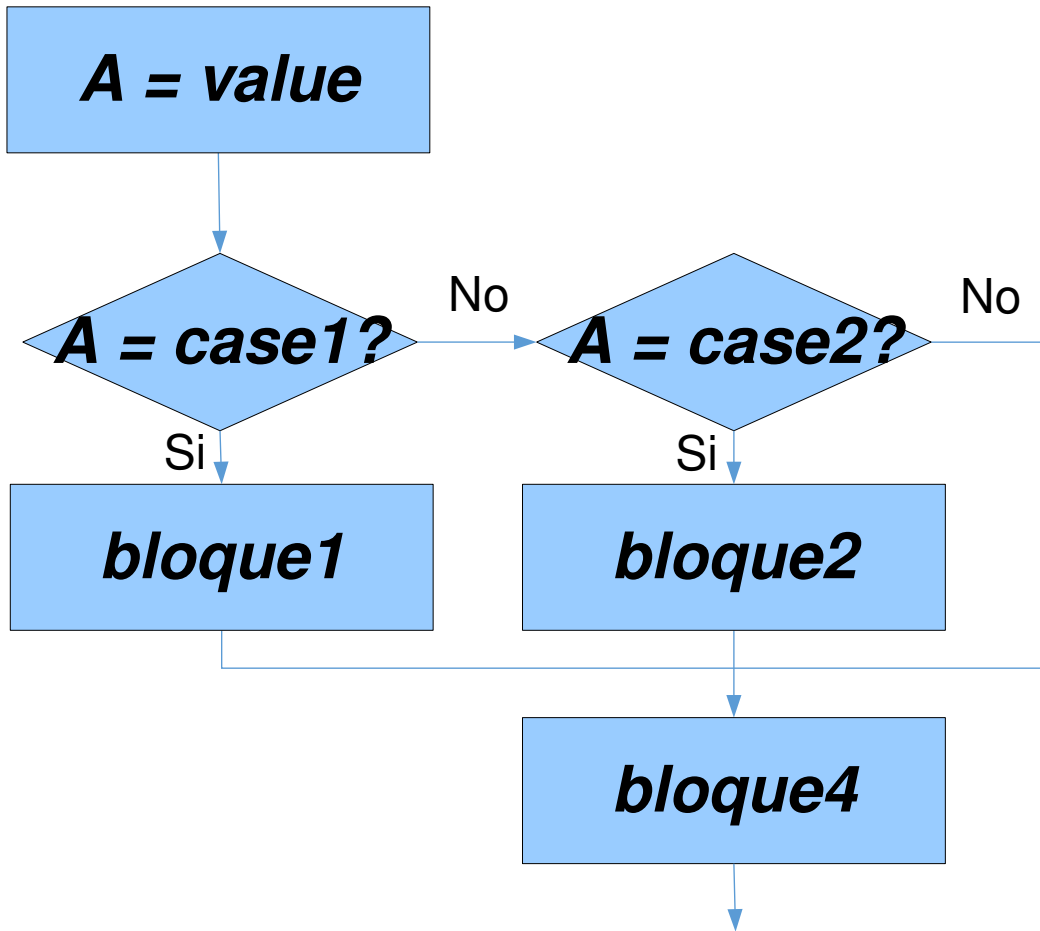 A = value
A = case1?
No
A = case2?
No
Si
Si
bloque1
bloque2
bloque4